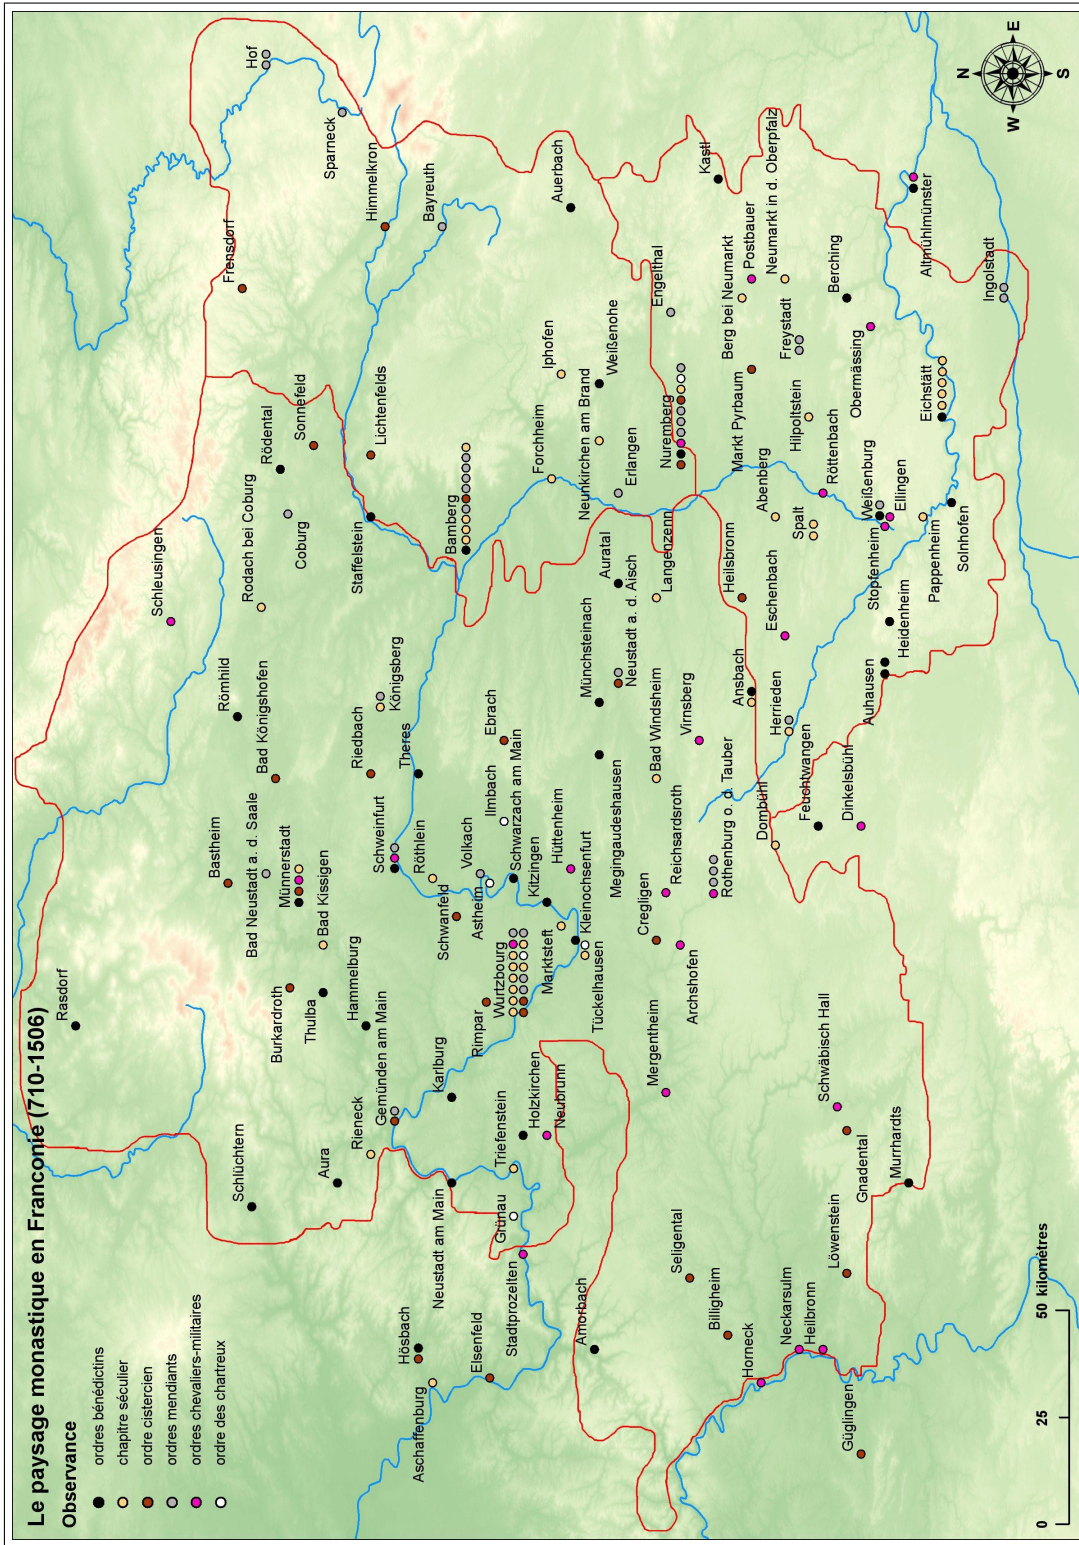 Le paysage monastique en Franconie (710-1506)
Observance
ordres bénédictins
chapitre séculier
ordre cistercien
ordres mendiants
ordres chevaliers-militaires
ordre des chartreux
0
25
50 kilomètres
N
E
S
W
Rasdorf
Schleusingen
Hof
Sparneck
Frensdorf
Himmelkron
Bayreuth
Schlüchtern
Aura
Rieneck
Burkardroth
Thulba
Hammelburg
Gemünden am Main
Bastheim
Bad Neustadt a. d. Saale
Münnerstadt
Bad Kissigen
Römhild
Bad Königshofen
Rodach bei Coburg
Coburg
Rödental
Sonnefeld
Lichtenfelds
Staffelstein
Riedbach
Königsberg
Theres
Schweinfurt
Röthlein
Bamberg
Hösbach
Aschaffenburg
Elsenfeld
Neustadt am Main
Karlburg
Rimpar
Wurtzbourg
Schwanfeld
Astheim
Volkach
Ilmbach
Ebrach
Schwarzach am Main
Kitzingen
Marktsteft
Hüttenheim
Kleinochsenfurt
Tückelhausen
Triefenstein
Grünau
Stadtprozelten
Holzkirchen
Neubrunn
Amorbach
Forchheim
Iphofen
Auerbach
Neunkirchen am Brand
Weißenohe
Erlangen
Auratal
Münchsteinach
Neustadt a. d. Aisch
Megingaudeshausen
Langenzenn
Nuremberg
Engelthal
Kastl
Bad Windsheim
Virnsberg
Reichsardsroth
Rothenburg o. d. Tauber
Cregligen
Archshofen
Mergentheim
Seligental
Billigheim
Horneck
Neckarsulm
Heilbronn
Güglingen
Löwenstein
Gnadental
Schwäbisch Hall
Murrhardts
Dombühl
Feuchtwangen
Dinkelsbühl
Ansbach
Herrieden
Heilsbronn
Eschenbach
Abenberg
Spalt
Markt Pyrbaum
Berg bei Neumarkt
Postbauer
Neumarkt in d. Oberpfalz
Freystadt
Hilpoltstein
Röttenbach
Berching
Obermässing
Weißenburg
Ellingen
Stopfenheim
Heidenheim
Auhausen
Pappenheim
Solnhofen
Eichstätt
Altmühlmünster
Ingolstadt